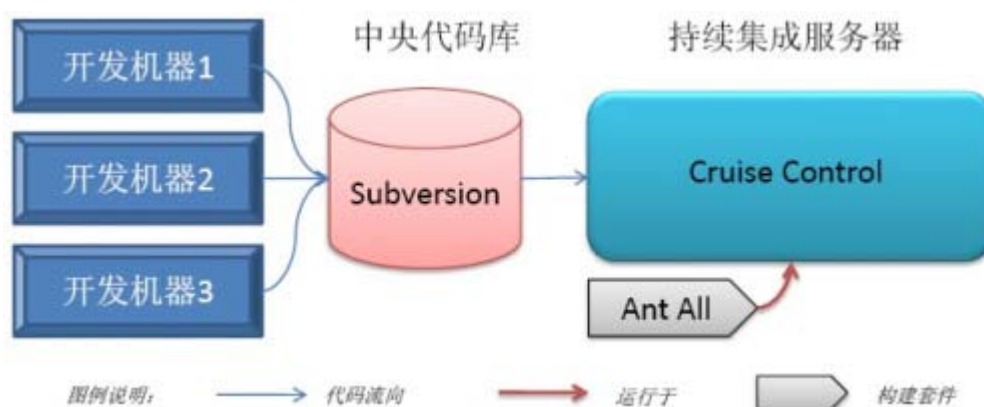 中央代码库
持续集成服务器
开发机器1
开发机器2
开发机器3
Subversion
Cruise Control
Ant All
图例说明:
代码流向
运行于
构建套件